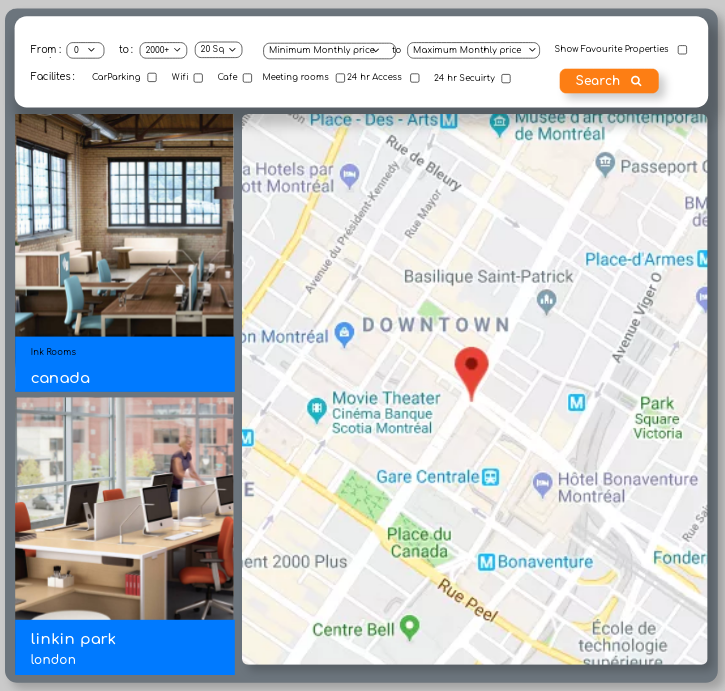 From : 0 to : 2000+ 20 Sq Minimum Monthly price to Maximum Monthly price Show Favourite Properties
Facilites : CarParking Wifi Cafe Meeting rooms 24 hr Access 24 hr Secuirty Search
Ink Rooms
canada
linkin park
london
Place - Des - Arts
Musée d'art contemporai
de Montréal
Rue de Bleury
a Hotels par
ott Montréal
Passeport C
Avenue du Président-Kennedy
Rue Mayor
BM
de
Place-d'Armes
Basilique Saint-Patrick
Avenue Viger O
DOWNTOWN
on Montréal
Movie Theater
Cinéma Banque
Scotia Montréal
M
Park
Square
Victoria
M
Gare Centrale
E
Hôtel Bonaventure
Montréal
Rue Sai
Place du
Canada
ent 2000 Plus
M Bonaventure
Fonder
Rue Peel
Centre Bell
École de
technologie
supérieure